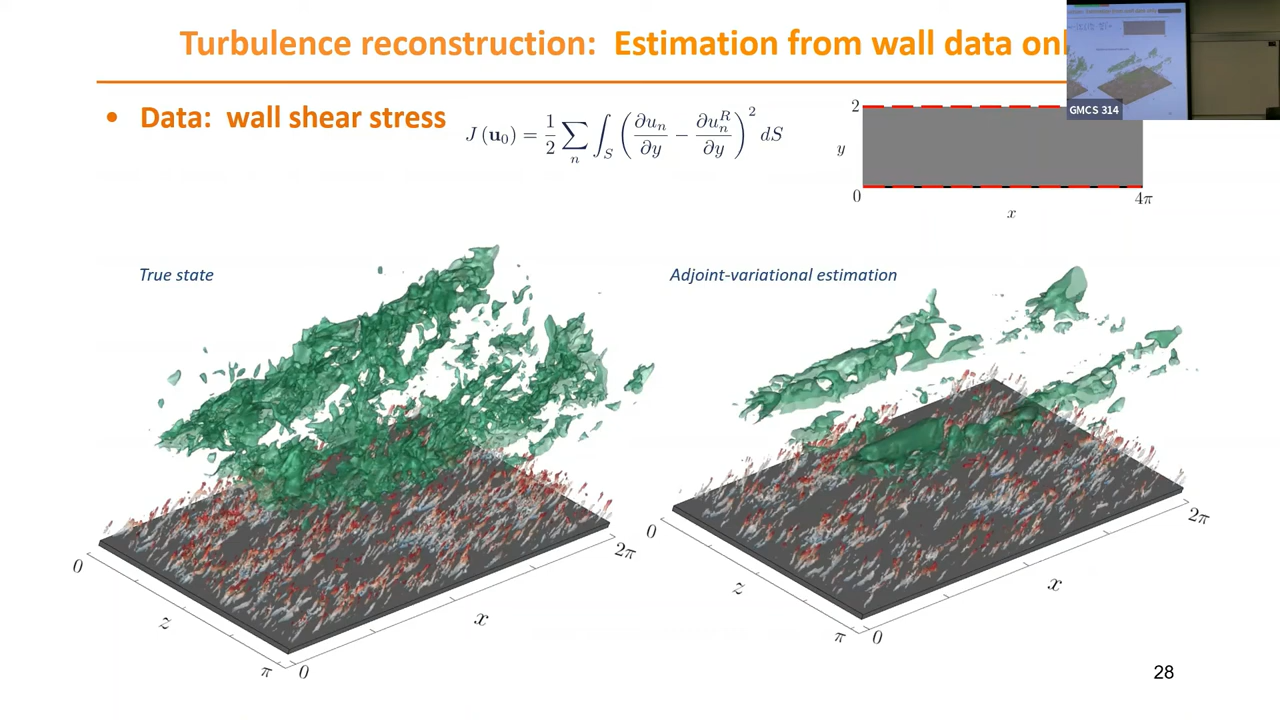 Turbulence reconstruction: Estimation from wall data onl
• Data: wall shear stress
J (u₀) = 1/2 ∑ₙ ∫_S (∂uₙ/∂y − ∂uₙᴿ/∂y)² dS
2
y
0
4π
x
GMCS 314
True state
Adjoint-variational estimation
0
z
π
0
x
2π
0
z
π
0
x
2π
28